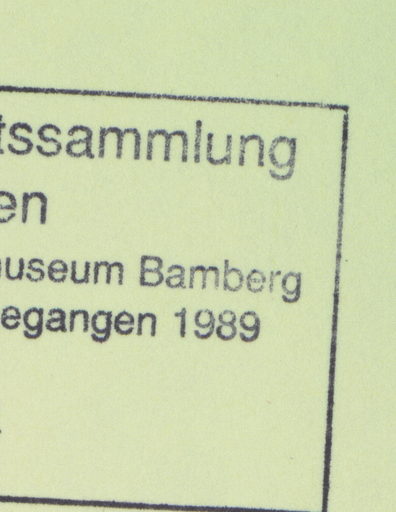 tssammlung
en
useum Bamberg
egangen 1989